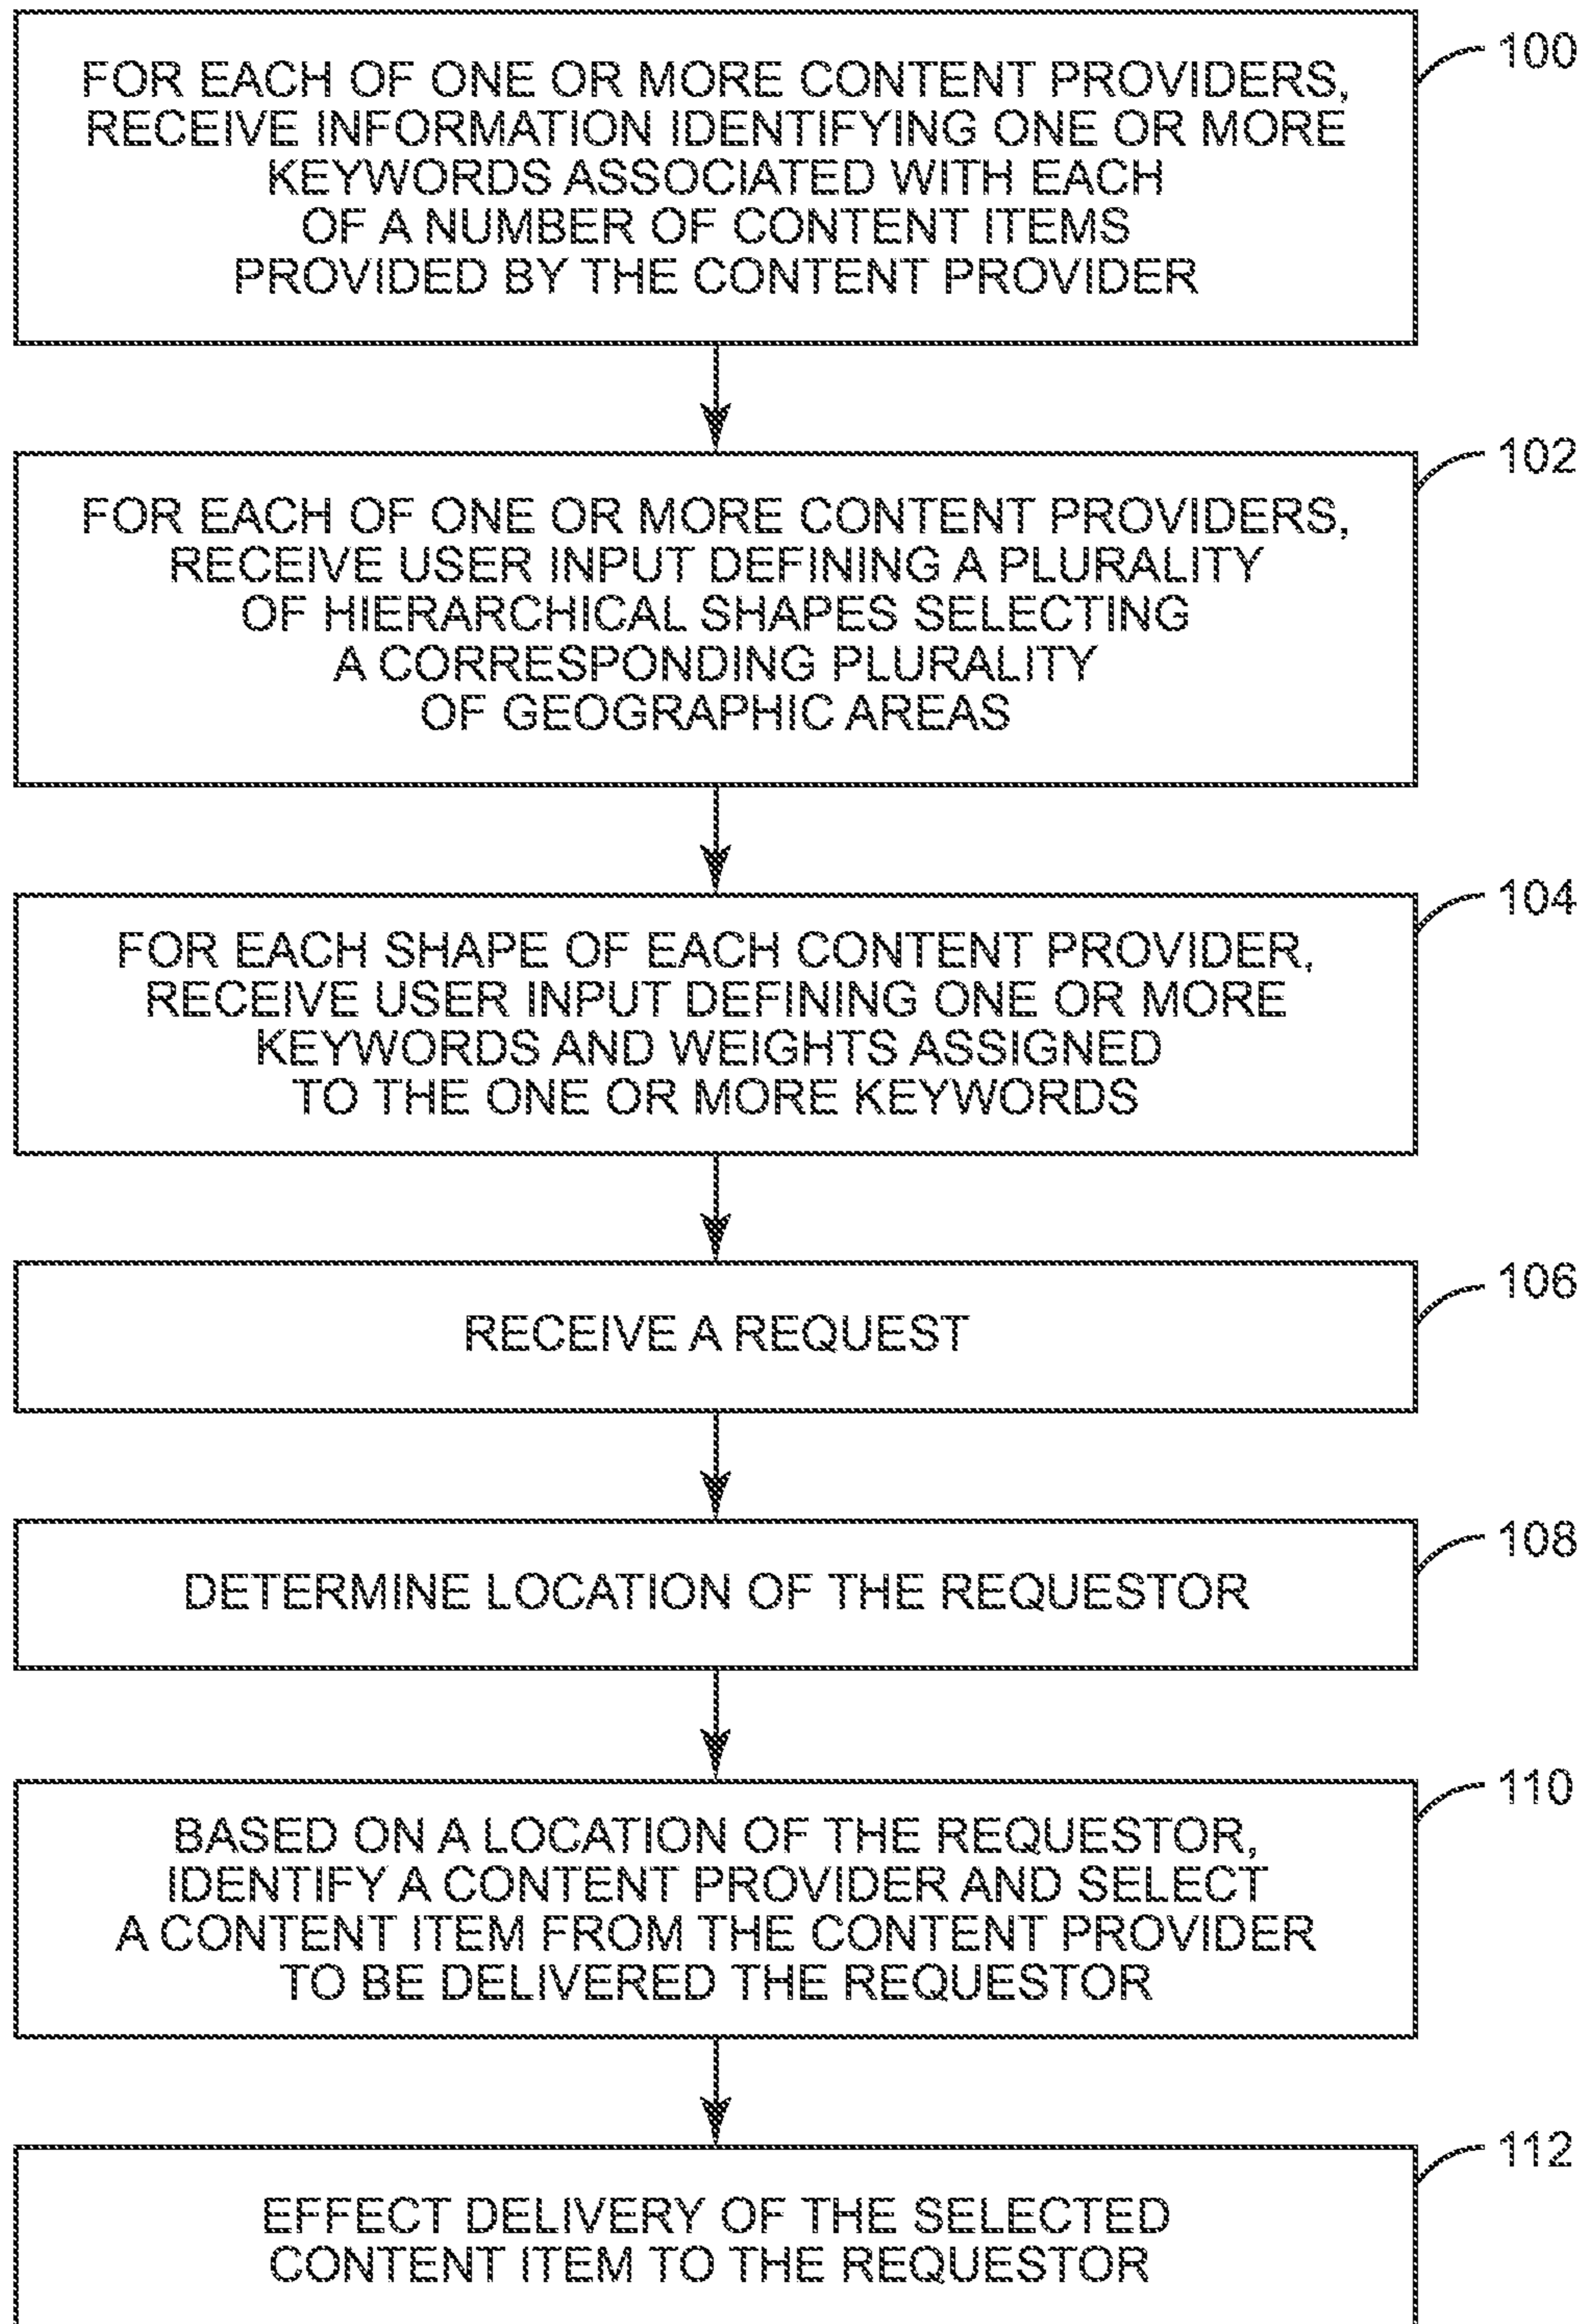 100
FOR EACH OF ONE OR MORE CONTENT PROVIDERS,
RECEIVE INFORMATION IDENTIFYING ONE OR MORE
KEYWORDS ASSOCIATED WITH EACH
OF A NUMBER OF CONTENT ITEMS
PROVIDED BY THE CONTENT PROVIDER
102
FOR EACH OF ONE OR MORE CONTENT PROVIDERS,
RECEIVE USER INPUT DEFINING A PLURALITY
OF HIERARCHICAL SHAPES SELECTING
A CORRESPONDING PLURALITY
OF GEOGRAPHIC AREAS
104
FOR EACH SHAPE OF EACH CONTENT PROVIDER,
RECEIVE USER INPUT DEFINING ONE OR MORE
KEYWORDS AND WEIGHTS ASSIGNED
TO THE ONE OR MORE KEYWORDS
106
RECEIVE A REQUEST
108
DETERMINE LOCATION OF THE REQUESTOR
110
BASED ON A LOCATION OF THE REQUESTOR,
IDENTIFY A CONTENT PROVIDER AND SELECT
A CONTENT ITEM FROM THE CONTENT PROVIDER
TO BE DELIVERED THE REQUESTOR
112
EFFECT DELIVERY OF THE SELECTED
CONTENT ITEM TO THE REQUESTOR